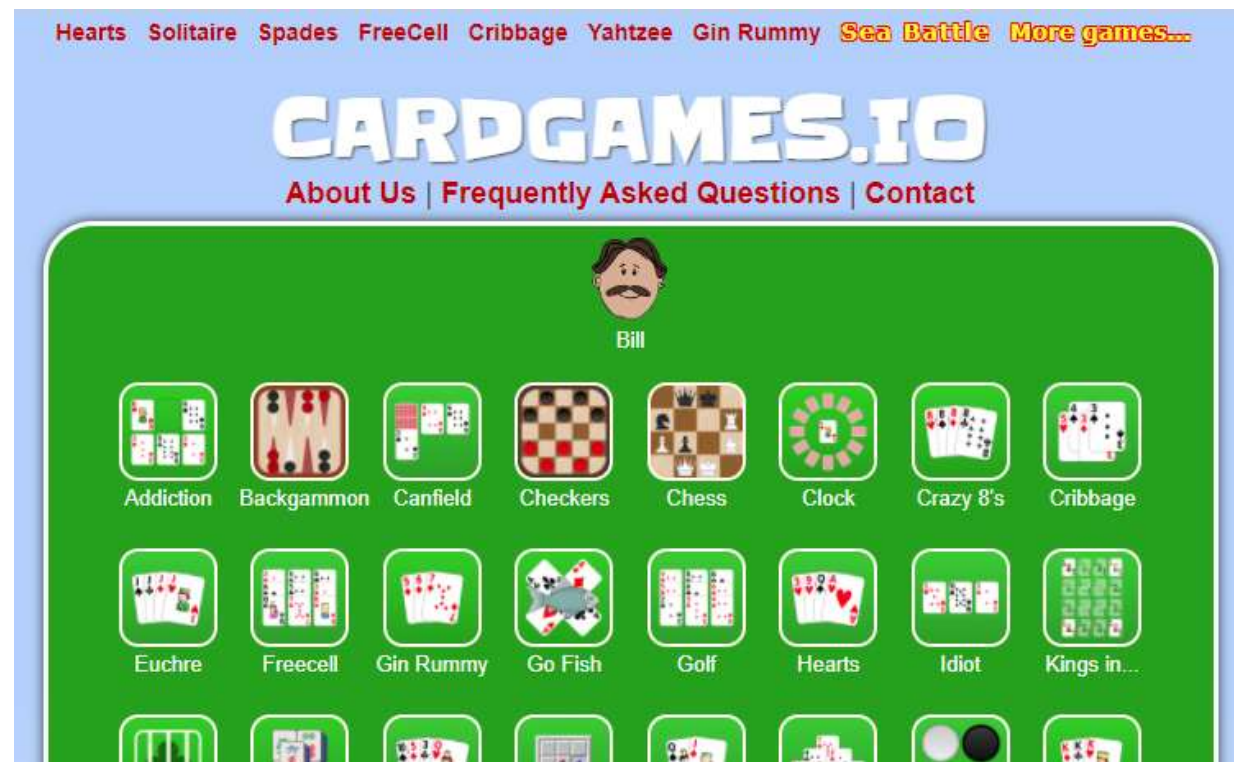 Hearts Solitaire Spades FreeCell Cribbage Yahtzee Gin Rummy Sea Battle More games...
CARDGAMES.IO
About Us | Frequently Asked Questions | Contact
Bill
Addiction Backgammon Canfield Checkers Chess Clock Crazy 8's Cribbage
Euchre Freecell Gin Rummy Go Fish Golf Hearts Idiot Kings in...